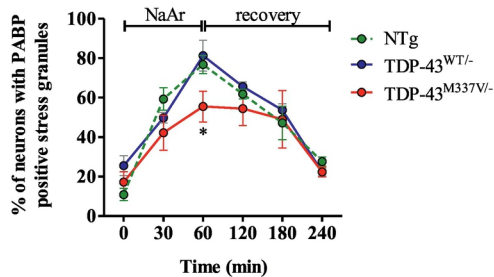 NaAr recovery
NTg
TDP-43WT/-
TDP-43M337V/-
% of neurons with PABP
positive stress granules
100
80
60
40
20
0
*
0 30 60 120 180 240
Time (min)